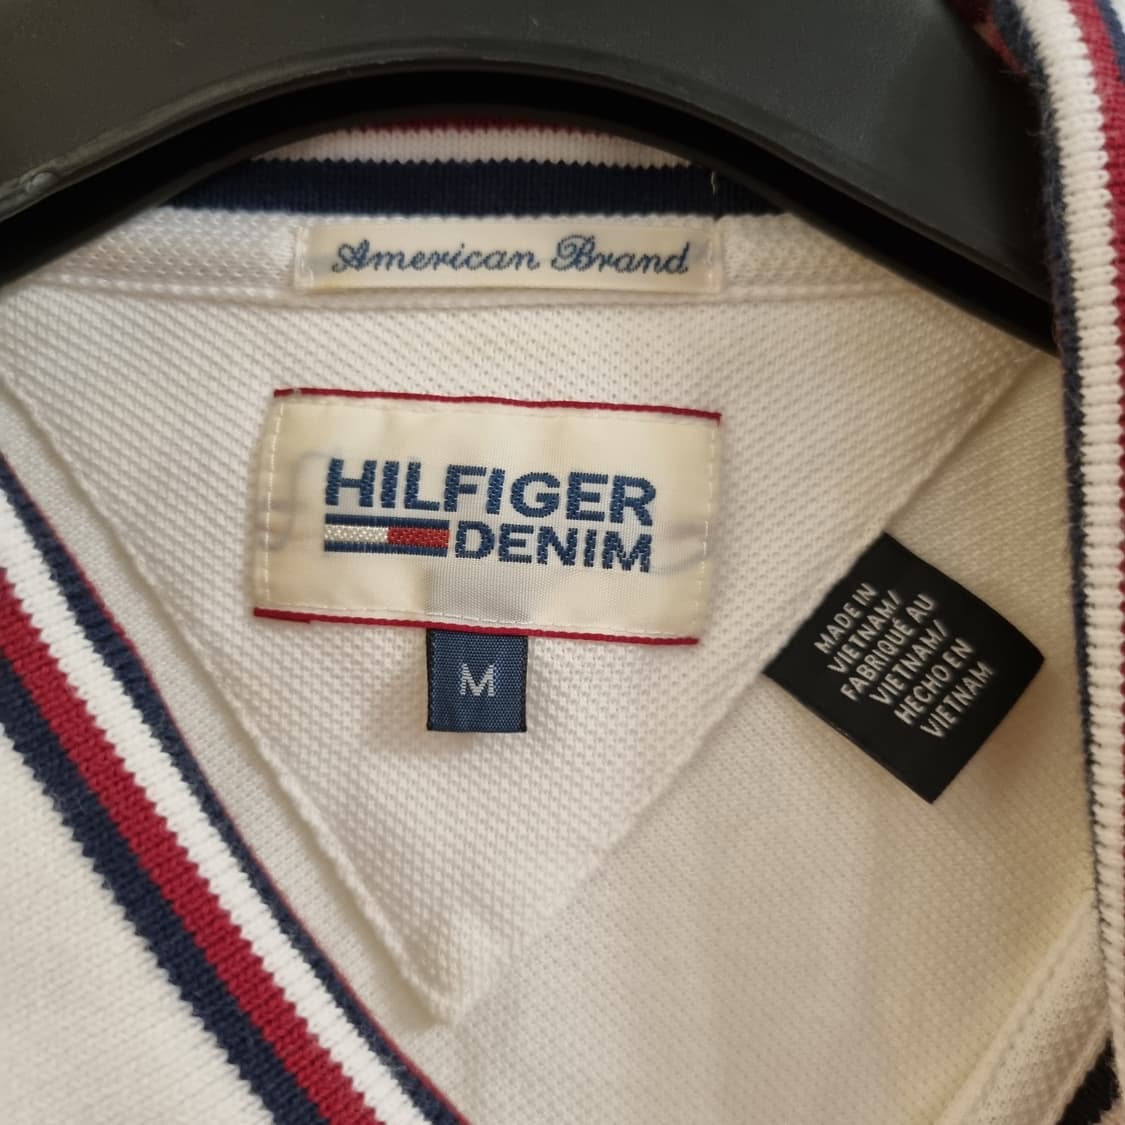 American Brand
HILFIGER
DENIM
M
MADE IN
VIETNAM/
FABRIQUÉ AU
VIETNAM/
HECHO EN
VIETNAM